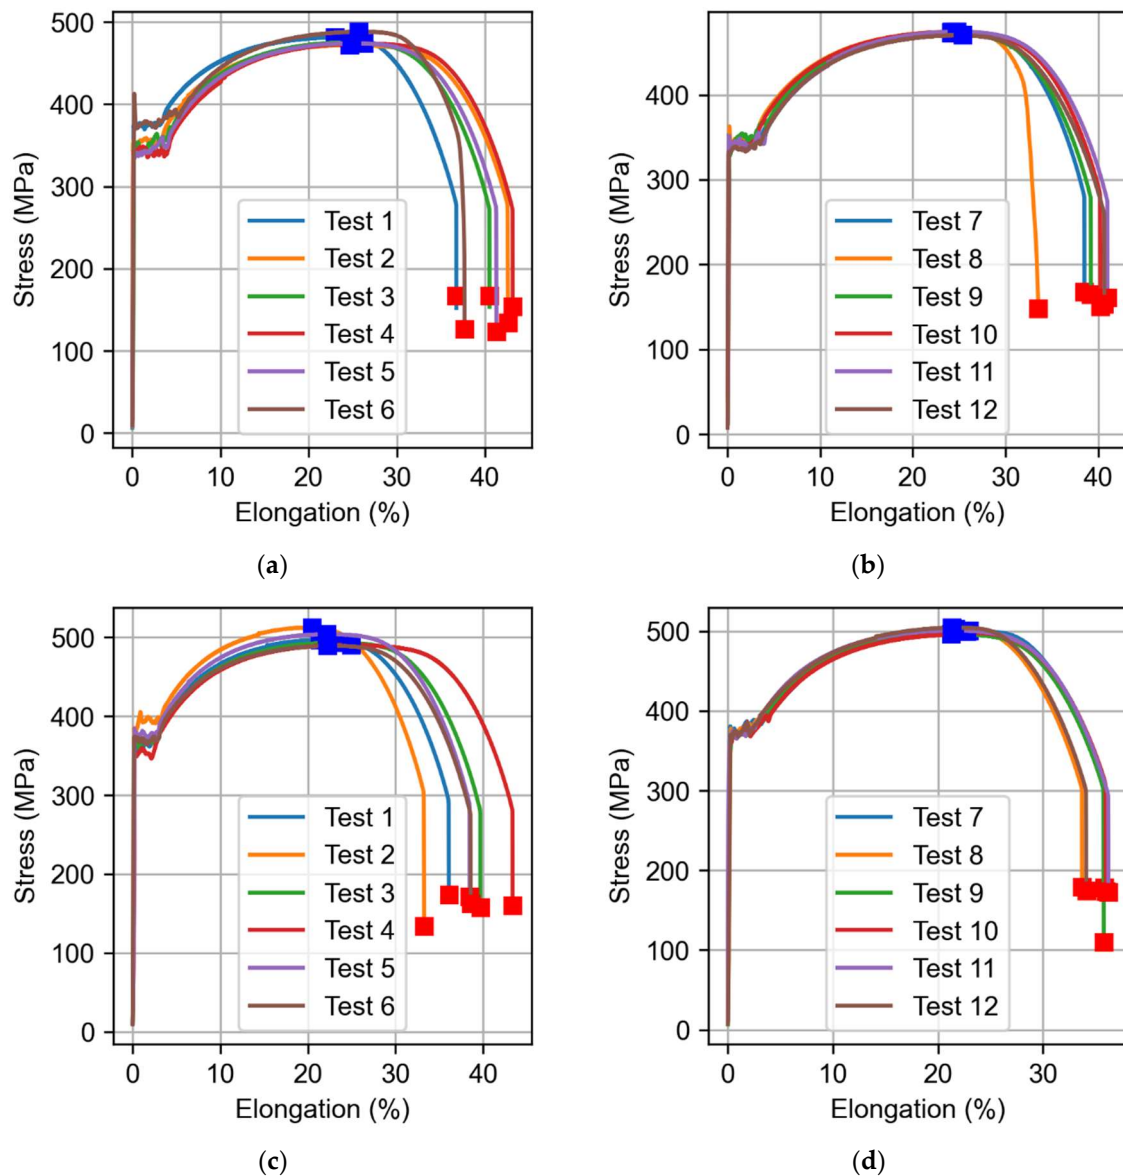 500
400
300
200
100
0
Stress (MPa)
Test 1
Test 2
Test 3
Test 4
Test 5
Test 6
0 10 20 30 40
Elongation (%)
(a)
400
300
200
100
0
Stress (MPa)
Test 7
Test 8
Test 9
Test 10
Test 11
Test 12
0 10 20 30 40
Elongation (%)
(b)
500
400
300
200
100
0
Stress (MPa)
Test 1
Test 2
Test 3
Test 4
Test 5
Test 6
0 10 20 30 40
Elongation (%)
(c)
500
400
300
200
100
0
Stress (MPa)
Test 7
Test 8
Test 9
Test 10
Test 11
Test 12
0 10 20 30
Elongation (%)
(d)